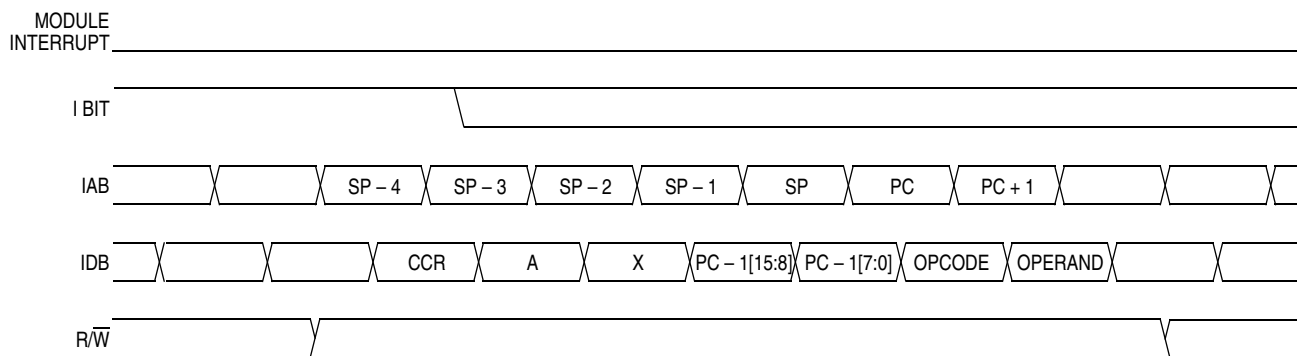 MODULE
INTERRUPT
I BIT
IAB SP – 4 SP – 3 SP – 2 SP – 1 SP PC PC + 1
IDB CCR A X PC – 1[15:8] PC – 1[7:0] OPCODE OPERAND
R/W̅